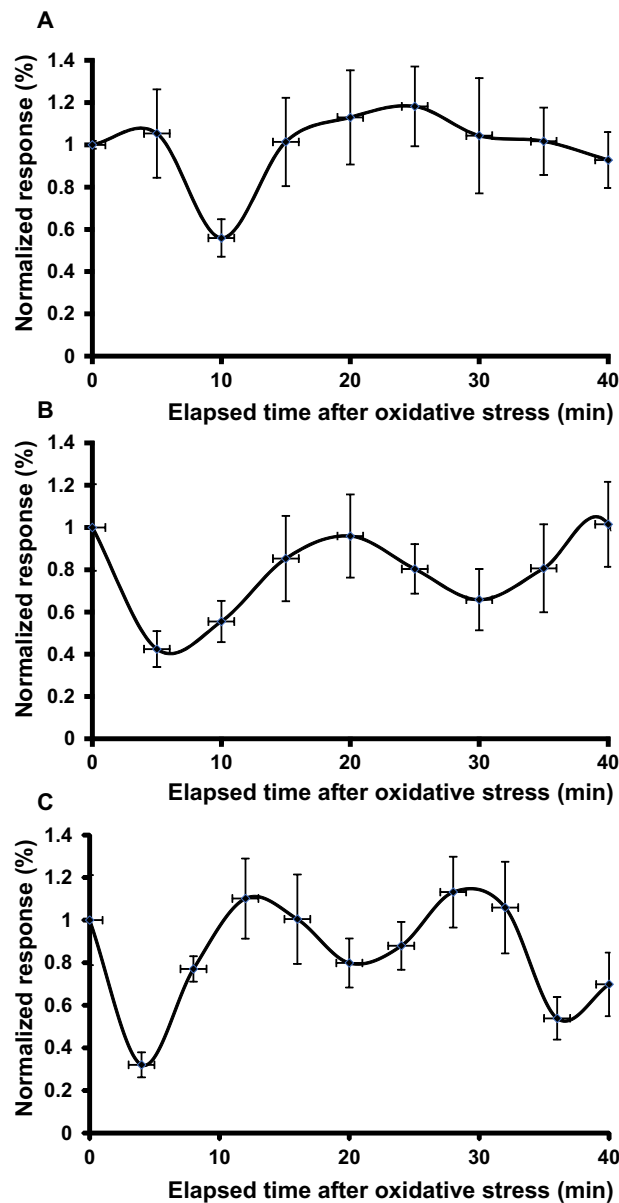 A
Normalized response (%)
1.4
1.2
1
0.8
0.6
0.4
0.2
0
0 10 20 30 40
Elapsed time after oxidative stress (min)
B
Normalized response (%)
1.4
1.2
1
0.8
0.6
0.4
0.2
0
0 10 20 30 40
Elapsed time after oxidative stress (min)
C
Normalized response (%)
1.4
1.2
1
0.8
0.6
0.4
0.2
0
0 10 20 30 40
Elapsed time after oxidative stress (min)